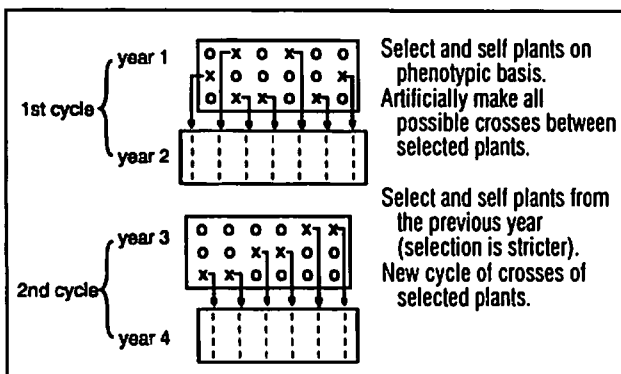 year 1
o x o x o o
x o o o o x
o x x o x o
1st cycle
year 2
Select and self plants on
phenotypic basis.
Artificially make all
possible crosses between
selected plants.
year 3
o o o o x x
o o x x o o
x x o o o o
2nd cycle
year 4
Select and self plants from
the previous year
(selection is stricter).
New cycle of crosses of
selected plants.